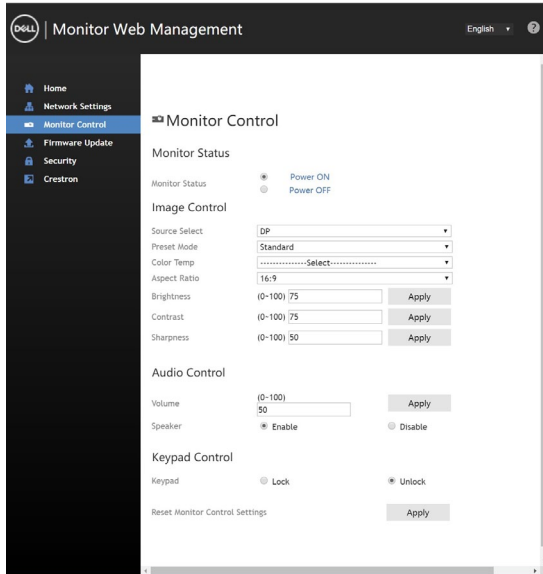 DELL
Monitor Web Management
English
?
Home
Network Settings
Monitor Control
Firmware Update
Security
Crestron
Monitor Control
Monitor Status
Monitor Status
Power ON
Power OFF
Image Control
Source Select DP
Preset Mode Standard
Color Temp ---------------Select---------------
Aspect Ratio 16:9
Brightness (0~100) 75 Apply
Contrast (0~100) 75 Apply
Sharpness (0~100) 50 Apply
Audio Control
(0~100)
Volume 50 Apply
Speaker Enable Disable
Keypad Control
Keypad Lock Unlock
Reset Monitor Control Settings Apply